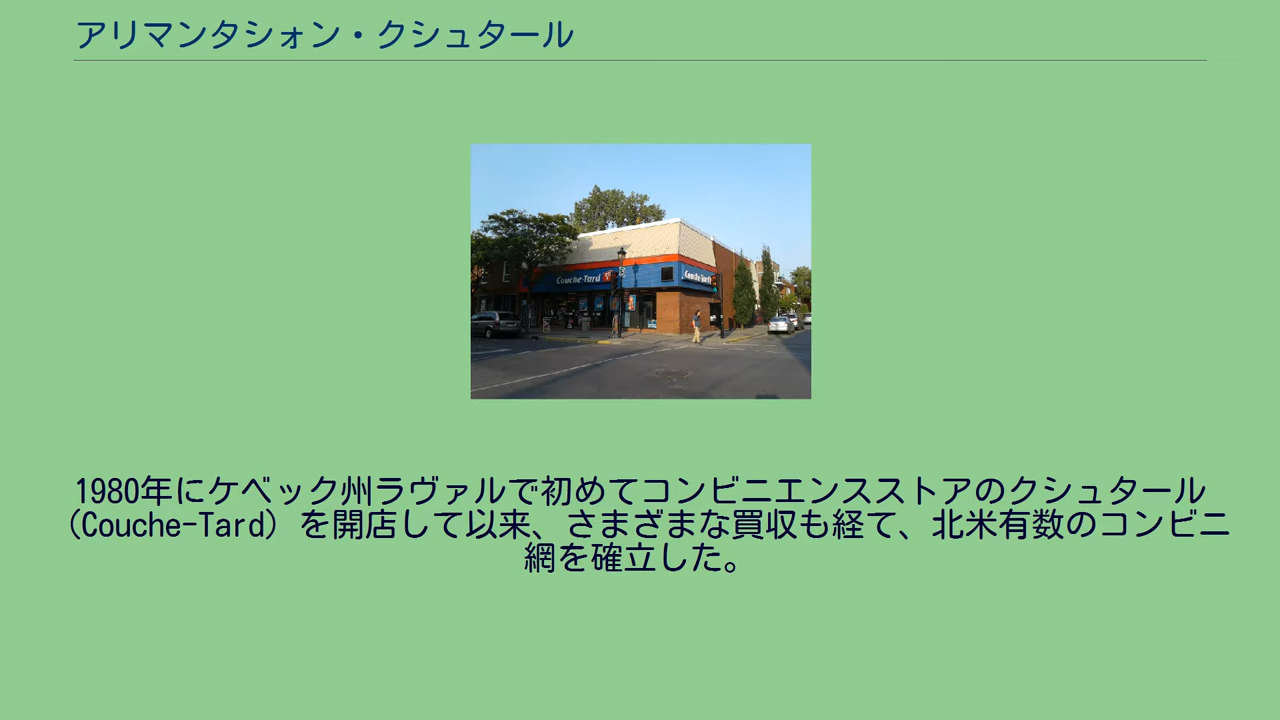 アリマンタシォン・クシュタール
Couche-Tard
Couche-Tard
1980年にケベック州ラヴァルで初めてコンビニエンスストアのクシュタール
(Couche-Tard) を開店して以来、さまざまな買収も経て、北米有数のコンビニ
網を確立した。